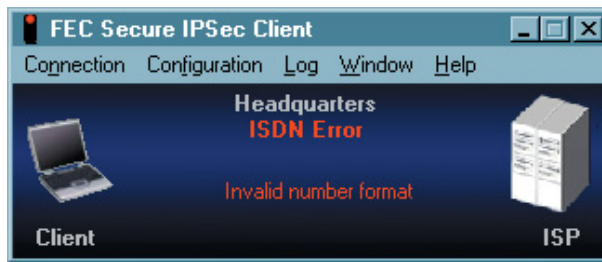 FEC Secure IPSec Client
Connection Configuration Log Window Help
Headquarters
ISDN Error
Invalid number format
Client ISP